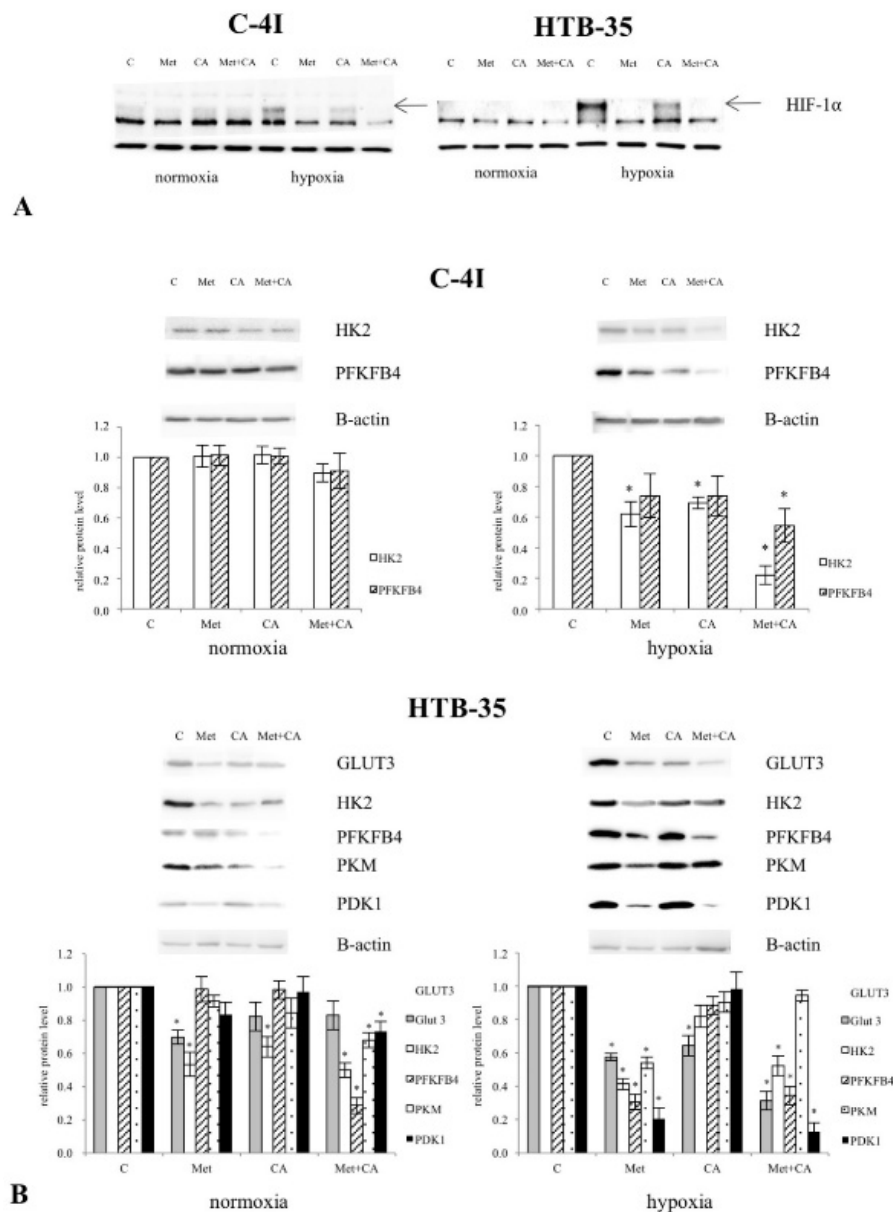 C-4I HTB-35
C Met CA Met+CA C Met CA Met+CA C Met CA Met+CA C Met CA Met+CA
HIF-1α
normoxia hypoxia normoxia hypoxia
A
C-4I
C Met CA Met+CA C Met CA Met+CA
HK2 HK2
PFKFB4 PFKFB4
B-actin B-actin
relative protein level
1.2
1.0
0.8
0.6
0.4
0.2
0.0
C Met CA Met+CA
HK2
PFKFB4
normoxia
relative protein level
1.2
1.0
0.8
0.6
0.4
0.2
0.0
* * * *
C Met CA Met+CA
HK2
PFKFB4
hypoxia
HTB-35
C Met CA Met+CA C Met CA Met+CA
GLUT3 GLUT3
HK2 HK2
PFKFB4 PFKFB4
PKM PKM
PDK1 PDK1
B-actin B-actin
relative protein level
1.2
1.0
0.8
0.6
0.4
0.2
0.0
* * * * * * *
C Met CA Met+CA
GLUT3
Glut 3
HK2
PFKFB4
PKM
PDK1
normoxia
relative protein level
1.2
1.0
0.8
0.6
0.4
0.2
0.0
* * * * * * * * * *
C Met CA Met+CA
GLUT3
Glut 3
HK2
PFKFB4
PKM
PDK1
hypoxia
B